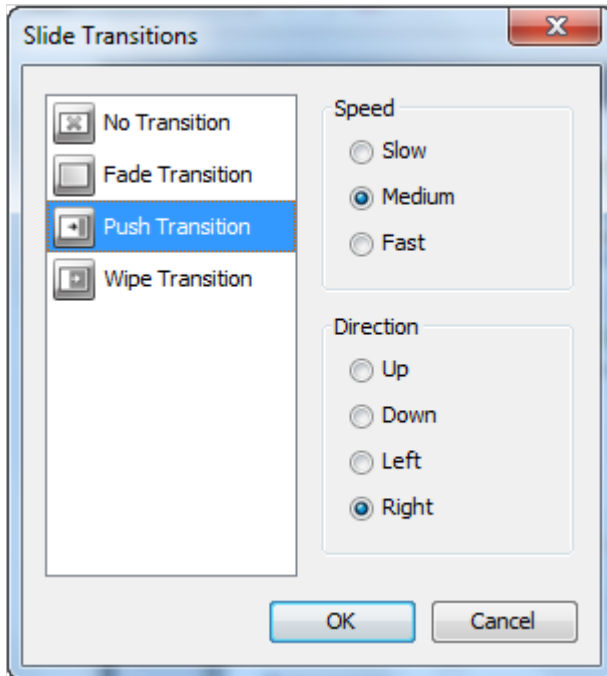 Slide Transitions
No Transition
Fade Transition
Push Transition
Wipe Transition
Speed
Slow
Medium
Fast
Direction
Up
Down
Left
Right
OK
Cancel